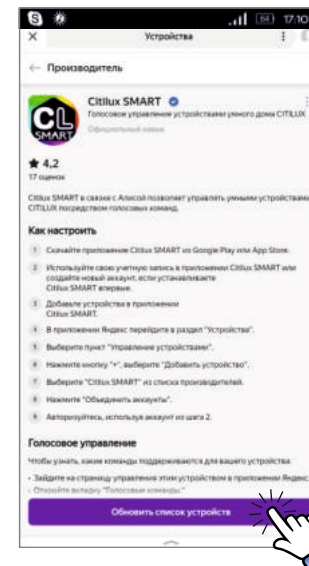 64 17:10
Устройства
← Производитель
CL
SMART
Citilux SMART
Голосовое управление устройствами умного дома CITILUX
Официальный навык
★ 4,2
17 оценок
Citilux SMART в связке с Алисой позволяет управлять умными устройствами
CITILUX посредством голосовых команд.
Как настроить
1 Скачайте приложение Citilux SMART из Google Play или App Store.
2 Используйте свою учетную запись в приложении Citilux SMART или
создайте новый аккаунт, если устанавливаете
Citilux SMART впервые.
3 Добавьте устройства в приложении
Citilux SMART.
4 В приложении Яндекс перейдите в раздел "Устройства".
5 Выберите пункт "Управление устройствами".
6 Нажмите кнопку "+", выберите "Добавить устройство".
7 Выберите "Citilux SMART" из списка производителей.
8 Нажмите "Объединить аккаунты".
9 Авторизуйтесь, используя аккаунт из шага 2.
Голосовое управление
Чтобы узнать, какие команды поддерживаются для вашего устройства:
- Зайдите на страницу управления этим устройством в приложении Яндекс.
- Откройте вкладку "Голосовые команды."
Обновить список устройств